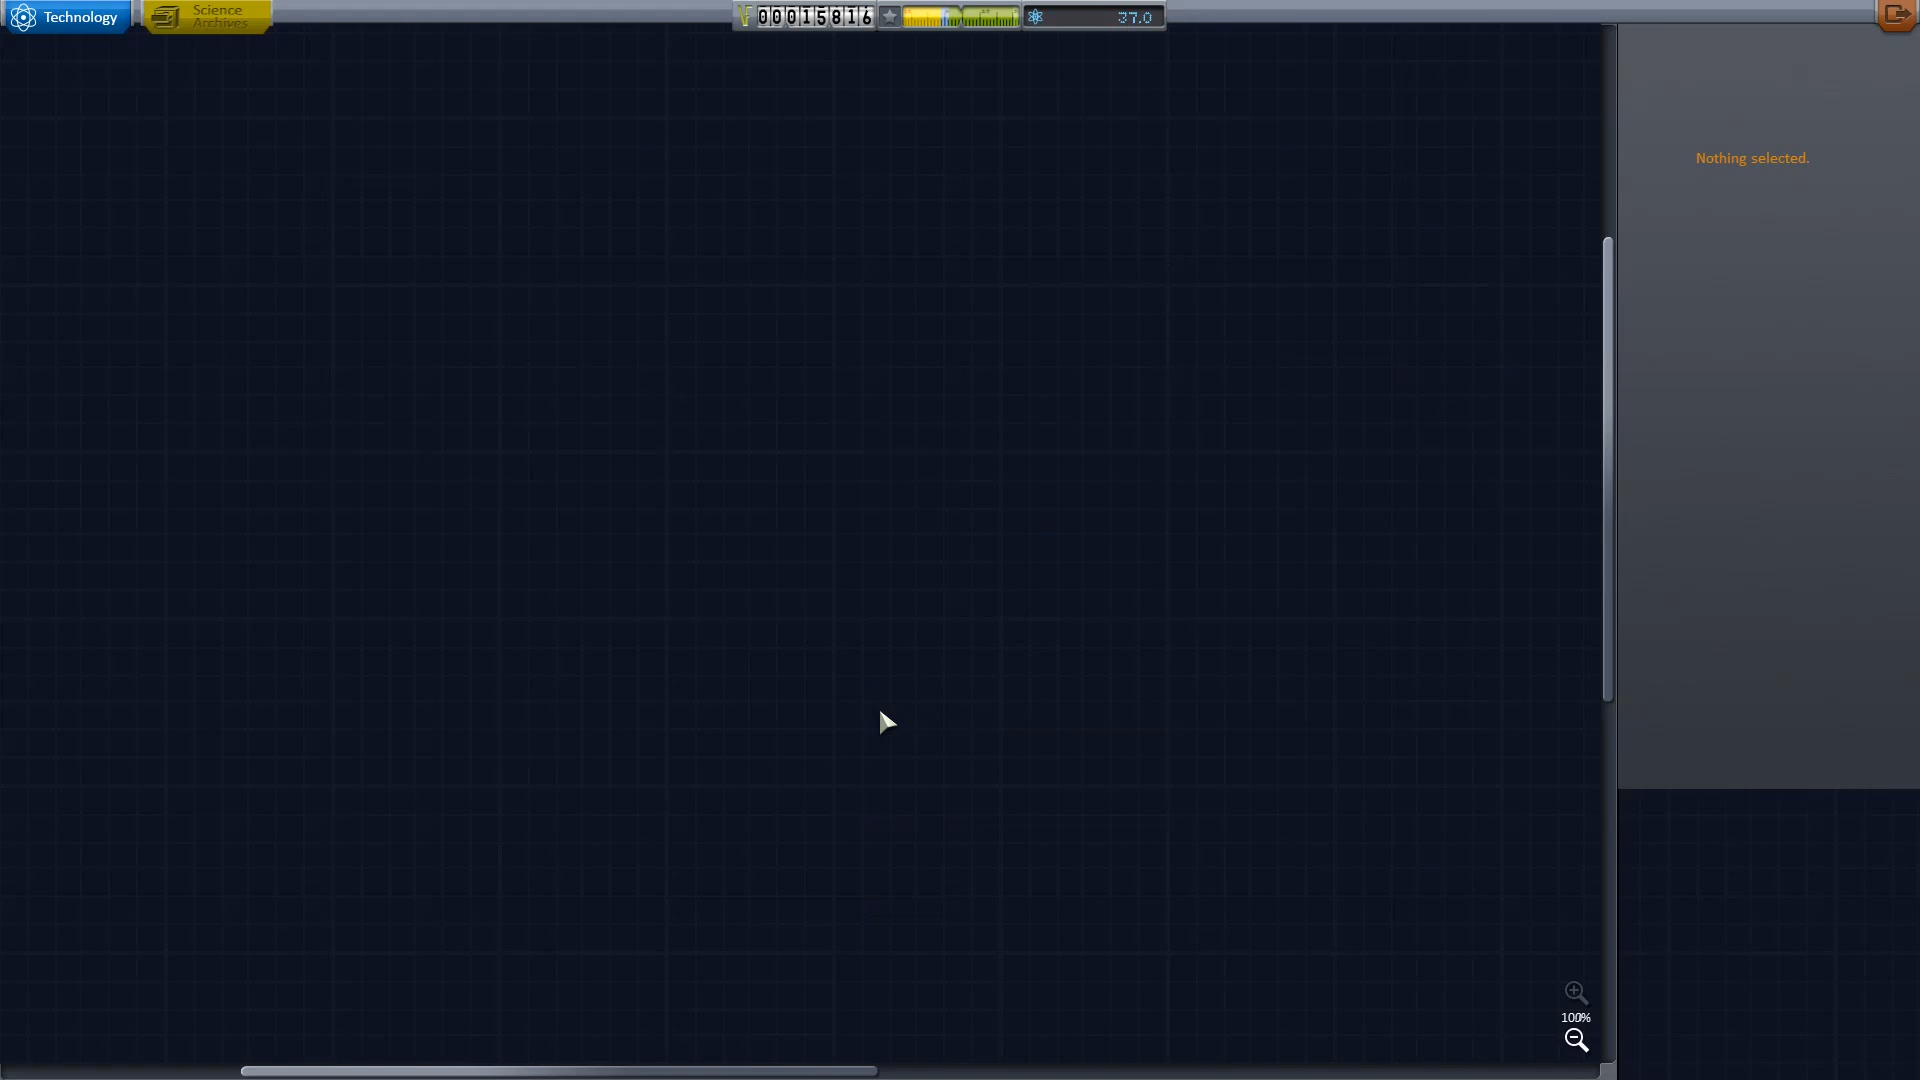 Technology
Science
Archives
00015816
37.0
Nothing selected.
100%